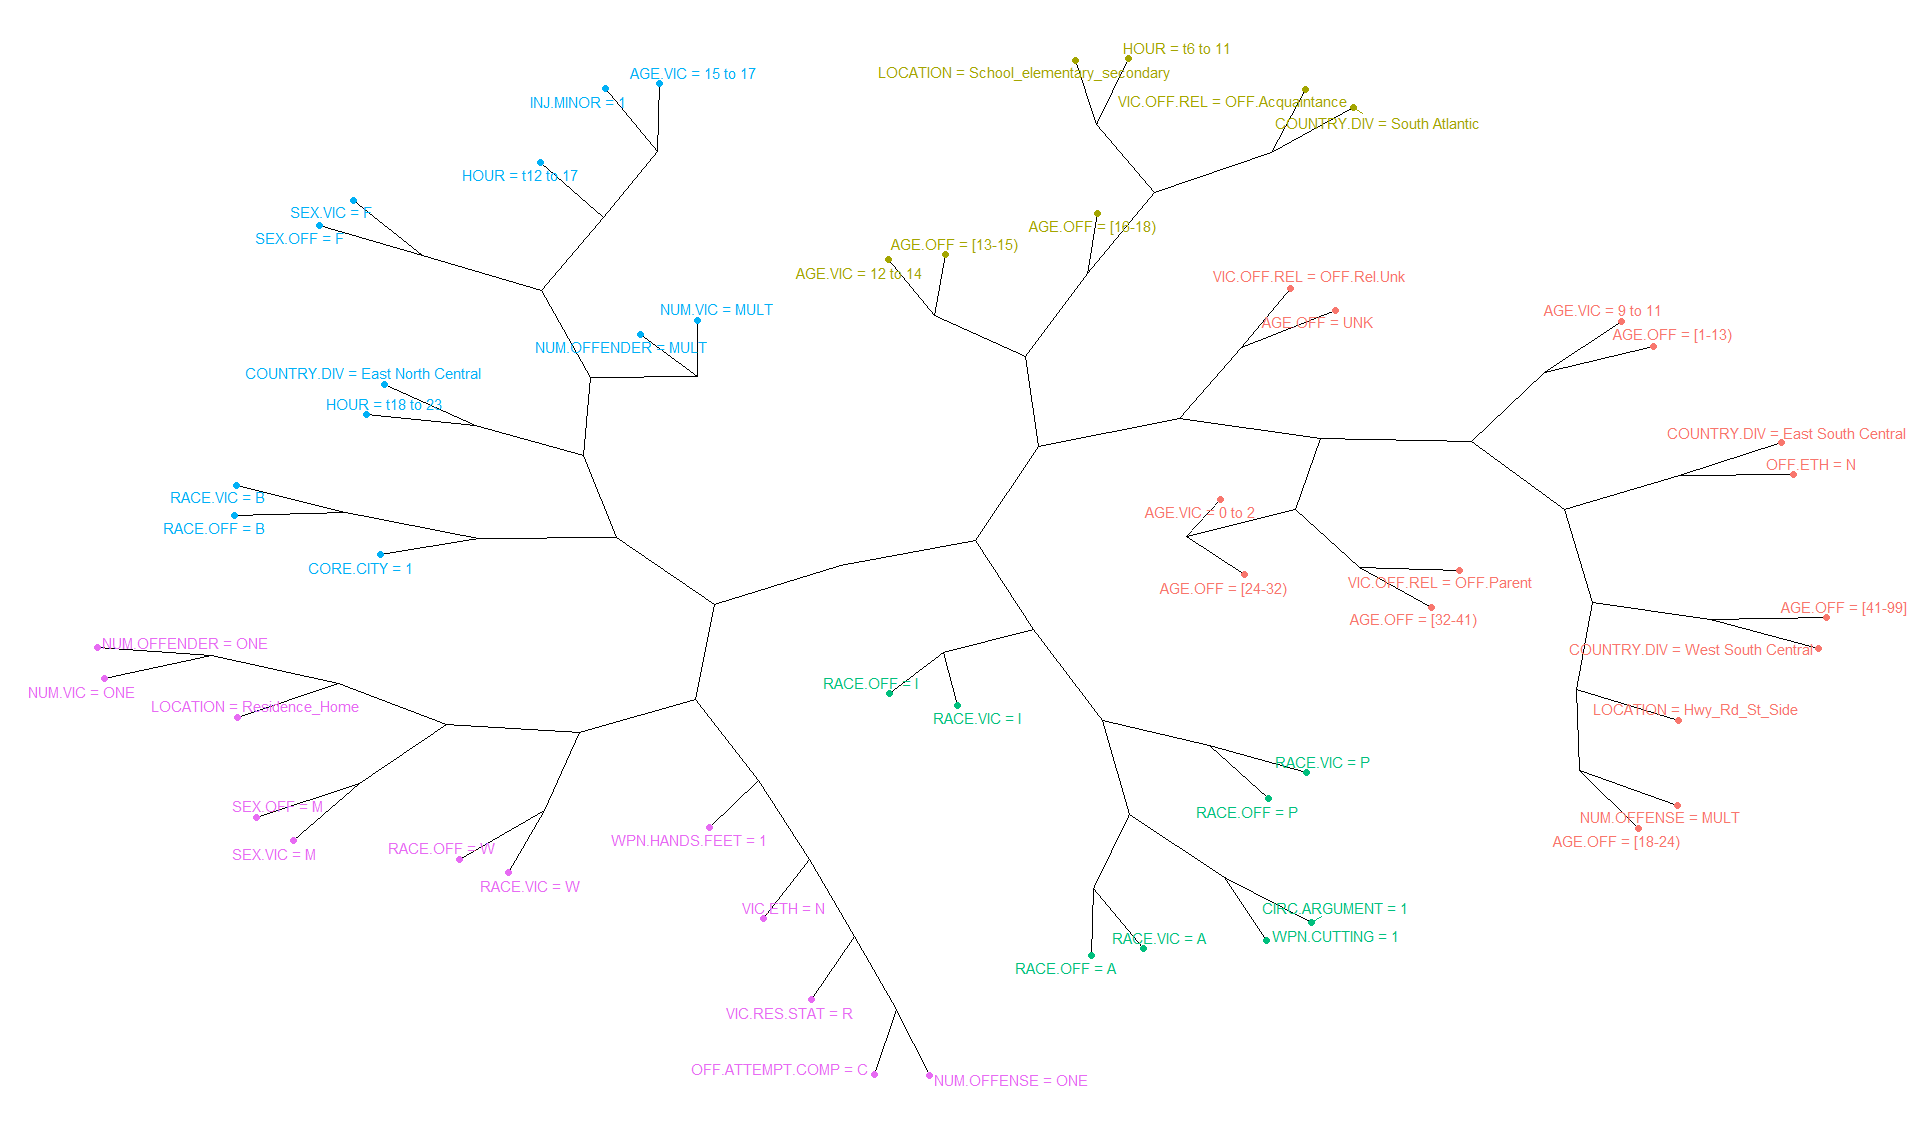 HOUR = t6 to 11
LOCATION = School_elementary_secondary
AGE.VIC = 15 to 17
INJ.MINOR = 1
VIC.OFF.REL = OFF.Acquaintance
COUNTRY.DIV = South Atlantic
HOUR = t12 to 17
SEX.VIC = F
SEX.OFF = F
AGE.OFF = [16-18)
AGE.OFF = [13-15)
AGE.VIC = 12 to 14
VIC.OFF.REL = OFF.Rel.Unk
AGE.OFF = UNK
AGE.VIC = 9 to 11
AGE.OFF = [1-13)
NUM.VIC = MULT
NUM.OFFENDER = MULT
COUNTRY.DIV = East North Central
HOUR = t18 to 23
COUNTRY.DIV = East South Central
OFF.ETH = N
RACE.VIC = B
RACE.OFF = B
AGE.VIC = 0 to 2
CORE.CITY = 1
AGE.OFF = [24-32)
VIC.OFF.REL = OFF.Parent
AGE.OFF = [32-41)
AGE.OFF = [41-99]
COUNTRY.DIV = West South Central
NUM.OFFENDER = ONE
NUM.VIC = ONE
LOCATION = Residence_Home
RACE.OFF = I
RACE.VIC = I
LOCATION = Hwy_Rd_St_Side
RACE.VIC = P
RACE.OFF = P
SEX.OFF = M
SEX.VIC = M
RACE.OFF = W
RACE.VIC = W
WPN.HANDS.FEET = 1
NUM.OFFENSE = MULT
AGE.OFF = [18-24)
VIC.ETH = N
CIRC.ARGUMENT = 1
WPN.CUTTING = 1
RACE.VIC = A
RACE.OFF = A
VIC.RES.STAT = R
OFF.ATTEMPT.COMP = C
NUM.OFFENSE = ONE